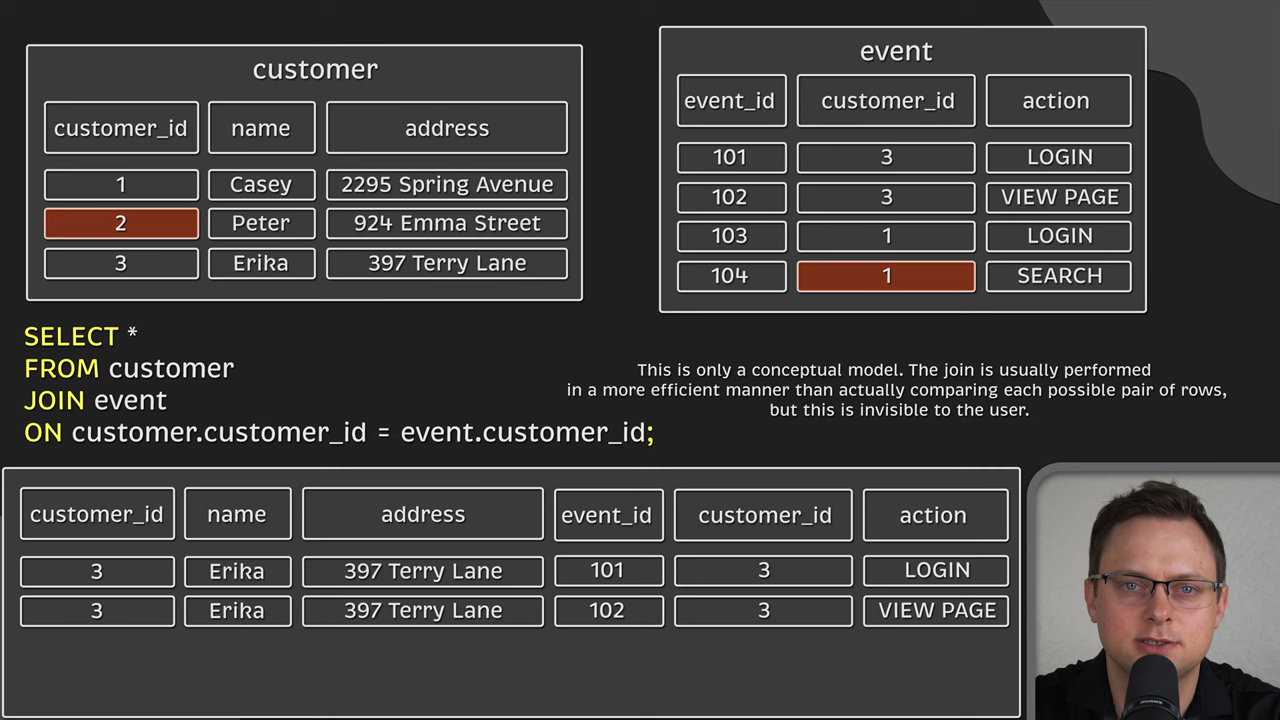 customer
customer_id name address
1 Casey 2295 Spring Avenue
2 Peter 924 Emma Street
3 Erika 397 Terry Lane
event
event_id customer_id action
101 3 LOGIN
102 3 VIEW PAGE
103 1 LOGIN
104 1 SEARCH
SELECT *
FROM customer
JOIN event
ON customer.customer_id = event.customer_id;
This is only a conceptual model. The join is usually performed
in a more efficient manner than actually comparing each possible pair of rows,
but this is invisible to the user.
customer_id name address event_id customer_id action
3 Erika 397 Terry Lane 101 3 LOGIN
3 Erika 397 Terry Lane 102 3 VIEW PAGE